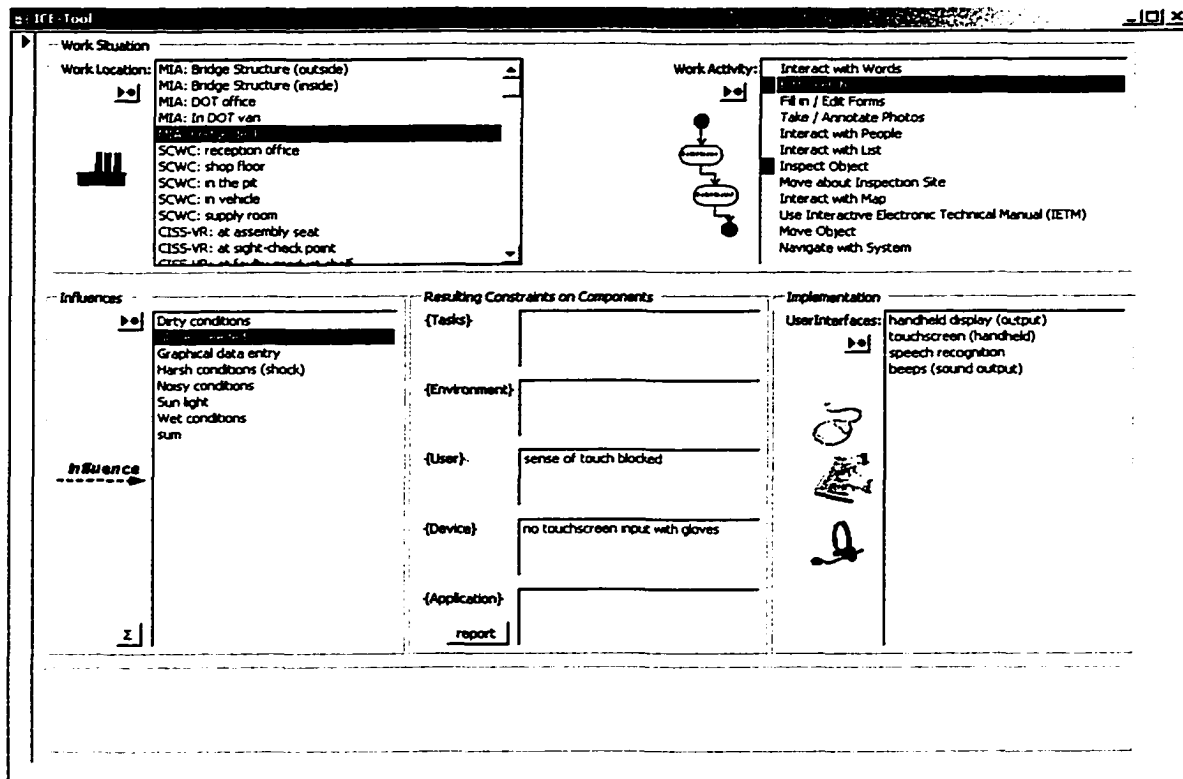 ICE-Tool
Work Situation
Work Location:
MIA: Bridge Structure (outside)
MIA: Bridge Structure (inside)
MIA: DOT office
MIA: In DOT van
SCWC: reception office
SCWC: shop floor
SCWC: in the pit
SCWC: in vehicle
SCWC: supply room
CISS-VR: at assembly seat
CISS-VR: at sight-check point
Work Activity:
Interact with Words
Fill in / Edit Forms
Take / Annotate Photos
Interact with People
Interact with List
Inspect Object
Move about Inspection Site
Interact with Map
Use Interactive Electronic Technical Manual (IETM)
Move Object
Navigate with System
Influences
Dirty conditions
Graphical data entry
Harsh conditions (shock)
Noisy conditions
Sun light
Wet conditions
sum
Influence
Σ
Resulting Constraints on Components
{Tasks}
{Environment}
{User}
sense of touch blocked
{Device}
no touchscreen input with gloves
{Application}
report
Implementation
UserInterfaces:
handheld display (output)
touchscreen (handheld)
speech recognition
beeps (sound output)